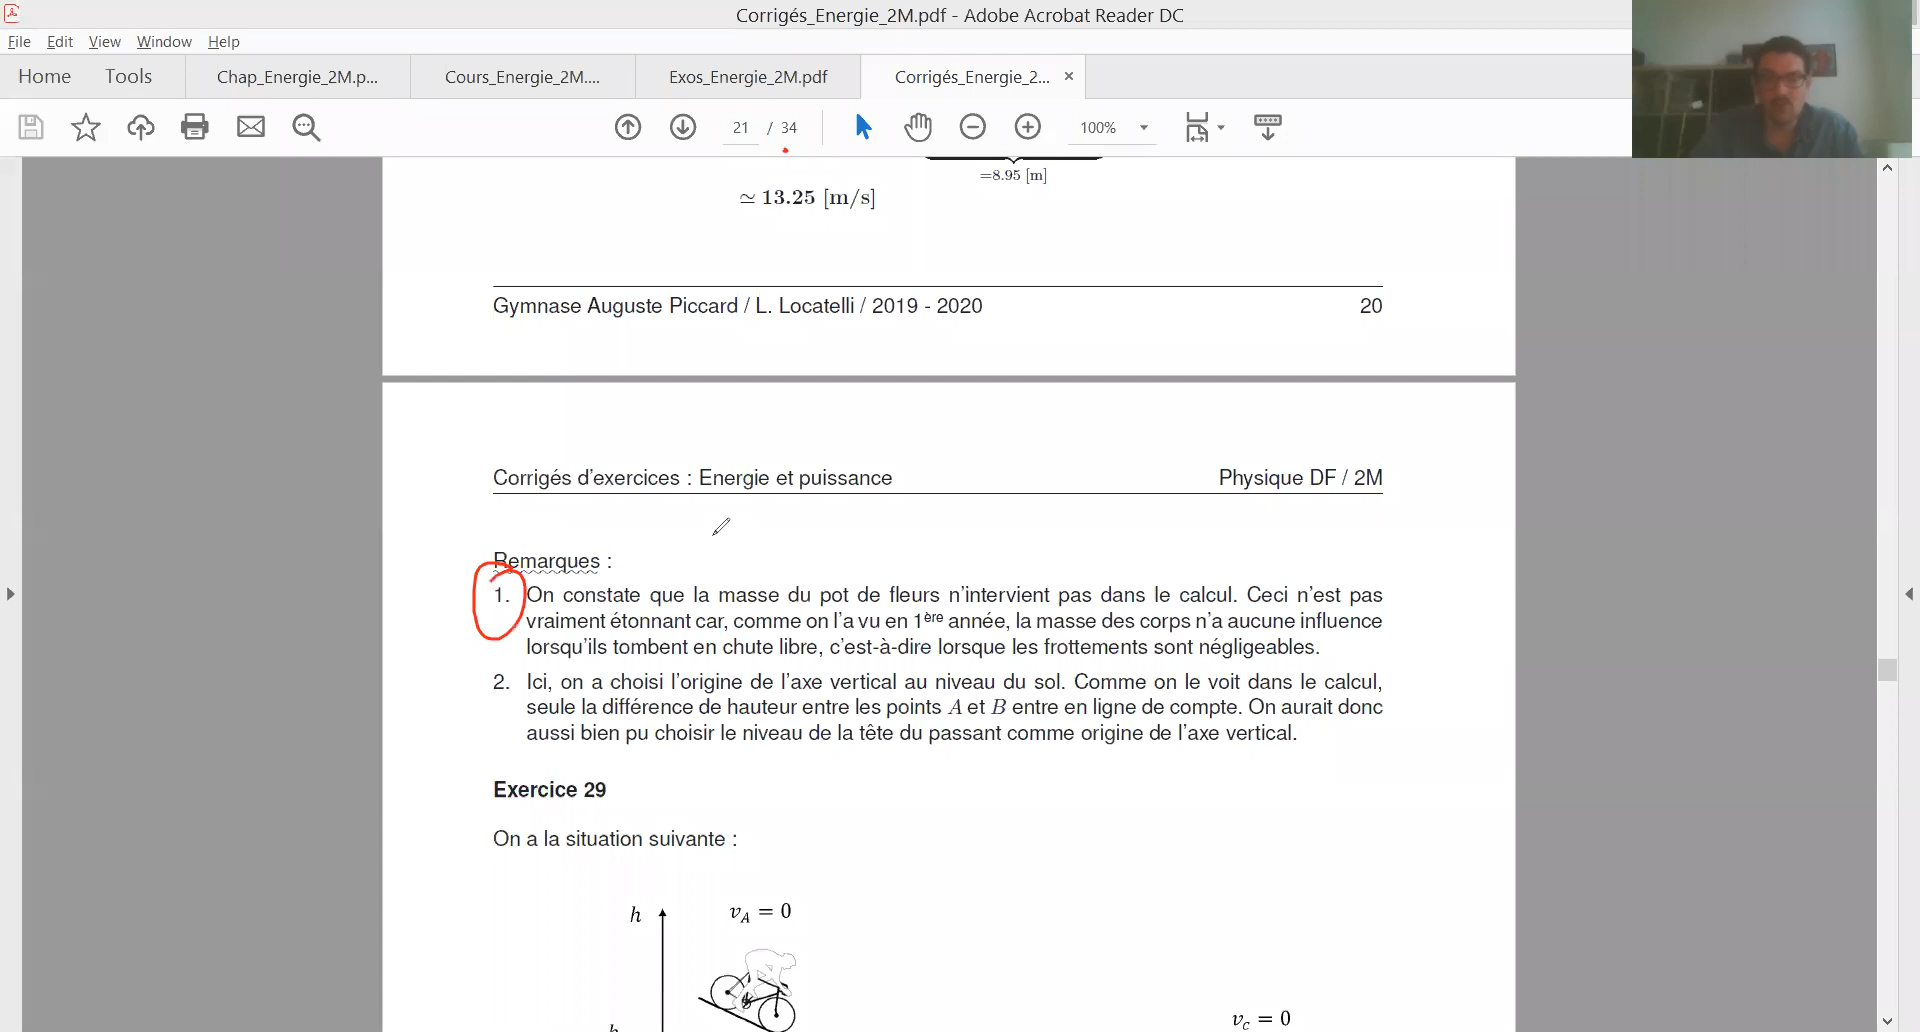 Corrigés_Energie_2M.pdf - Adobe Acrobat Reader DC
File Edit View Window Help
Home Tools Chap_Energie_2M.p... Cours_Energie_2M.... Exos_Energie_2M.pdf Corrigés_Energie_2... ×
21 / 34 100%
=8.95 [m]
≃ 13.25 [m/s]
Gymnase Auguste Piccard / L. Locatelli / 2019 - 2020 20
Corrigés d'exercices : Energie et puissance Physique DF / 2M
Remarques :
1. On constate que la masse du pot de fleurs n'intervient pas dans le calcul. Ceci n'est pas
vraiment étonnant car, comme on l'a vu en 1ère année, la masse des corps n'a aucune influence
lorsqu'ils tombent en chute libre, c'est-à-dire lorsque les frottements sont négligeables.
2. Ici, on a choisi l'origine de l'axe vertical au niveau du sol. Comme on le voit dans le calcul,
seule la différence de hauteur entre les points A et B entre en ligne de compte. On aurait donc
aussi bien pu choisir le niveau de la tête du passant comme origine de l'axe vertical.
Exercice 29
On a la situation suivante :
h v_A = 0
v_c = 0